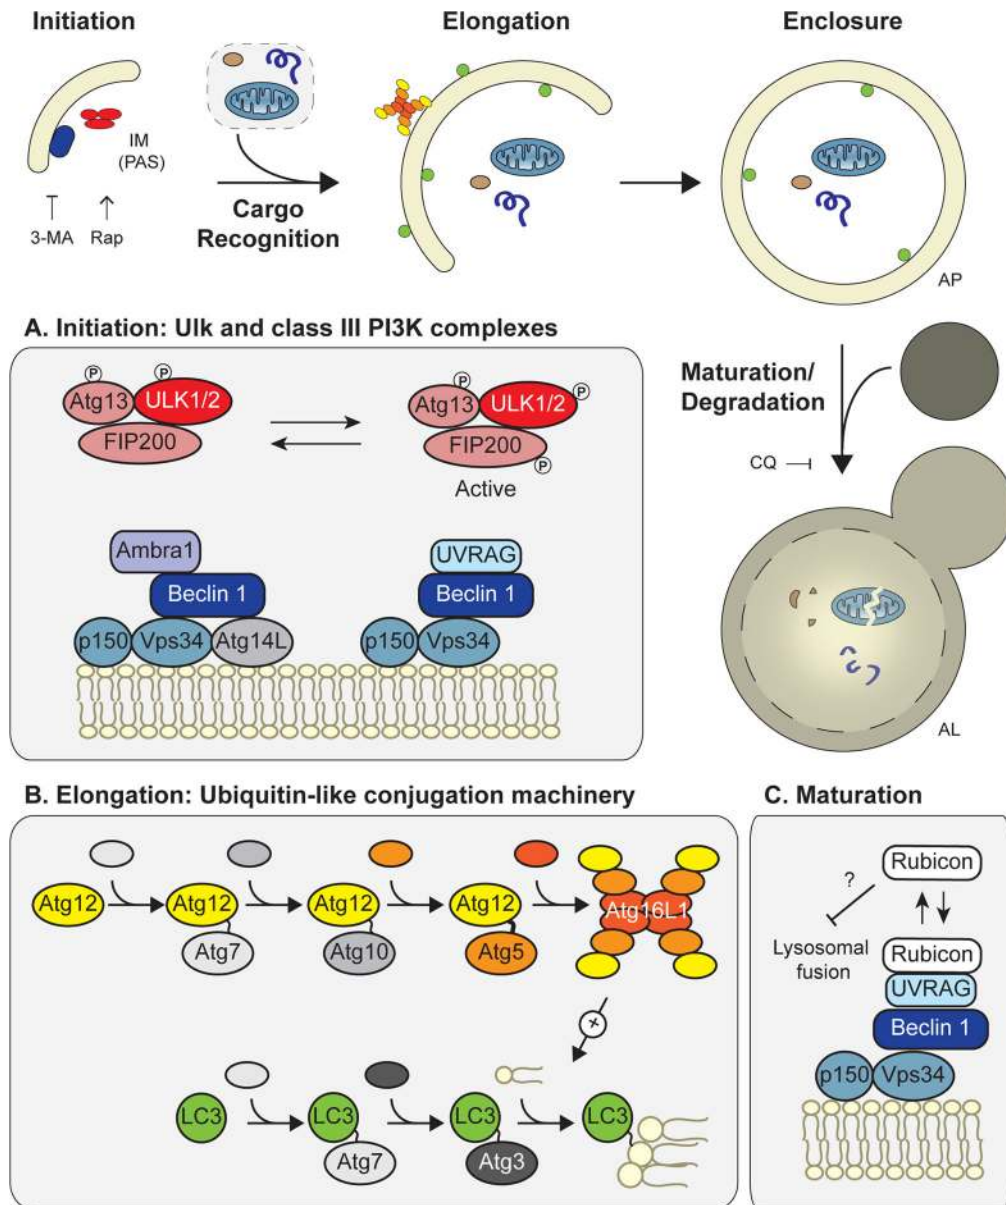 Initiation
Elongation
Enclosure
IM
(PAS)
3-MA
Rap
Cargo
Recognition
AP
A. Initiation: Ulk and class III PI3K complexes
P
Atg13
P
ULK1/2
FIP200
P
Atg13
ULK1/2
P
FIP200
P
Active
Ambra1
Beclin 1
p150
Vps34
Atg14L
UVRAG
Beclin 1
p150
Vps34
Maturation/
Degradation
CQ
AL
B. Elongation: Ubiquitin-like conjugation machinery
Atg12
Atg12
Atg7
Atg12
Atg10
Atg12
Atg5
Atg16L1
+
LC3
LC3
Atg7
LC3
Atg3
LC3
C. Maturation
Rubicon
?
Lysosomal
fusion
Rubicon
UVRAG
Beclin 1
p150
Vps34